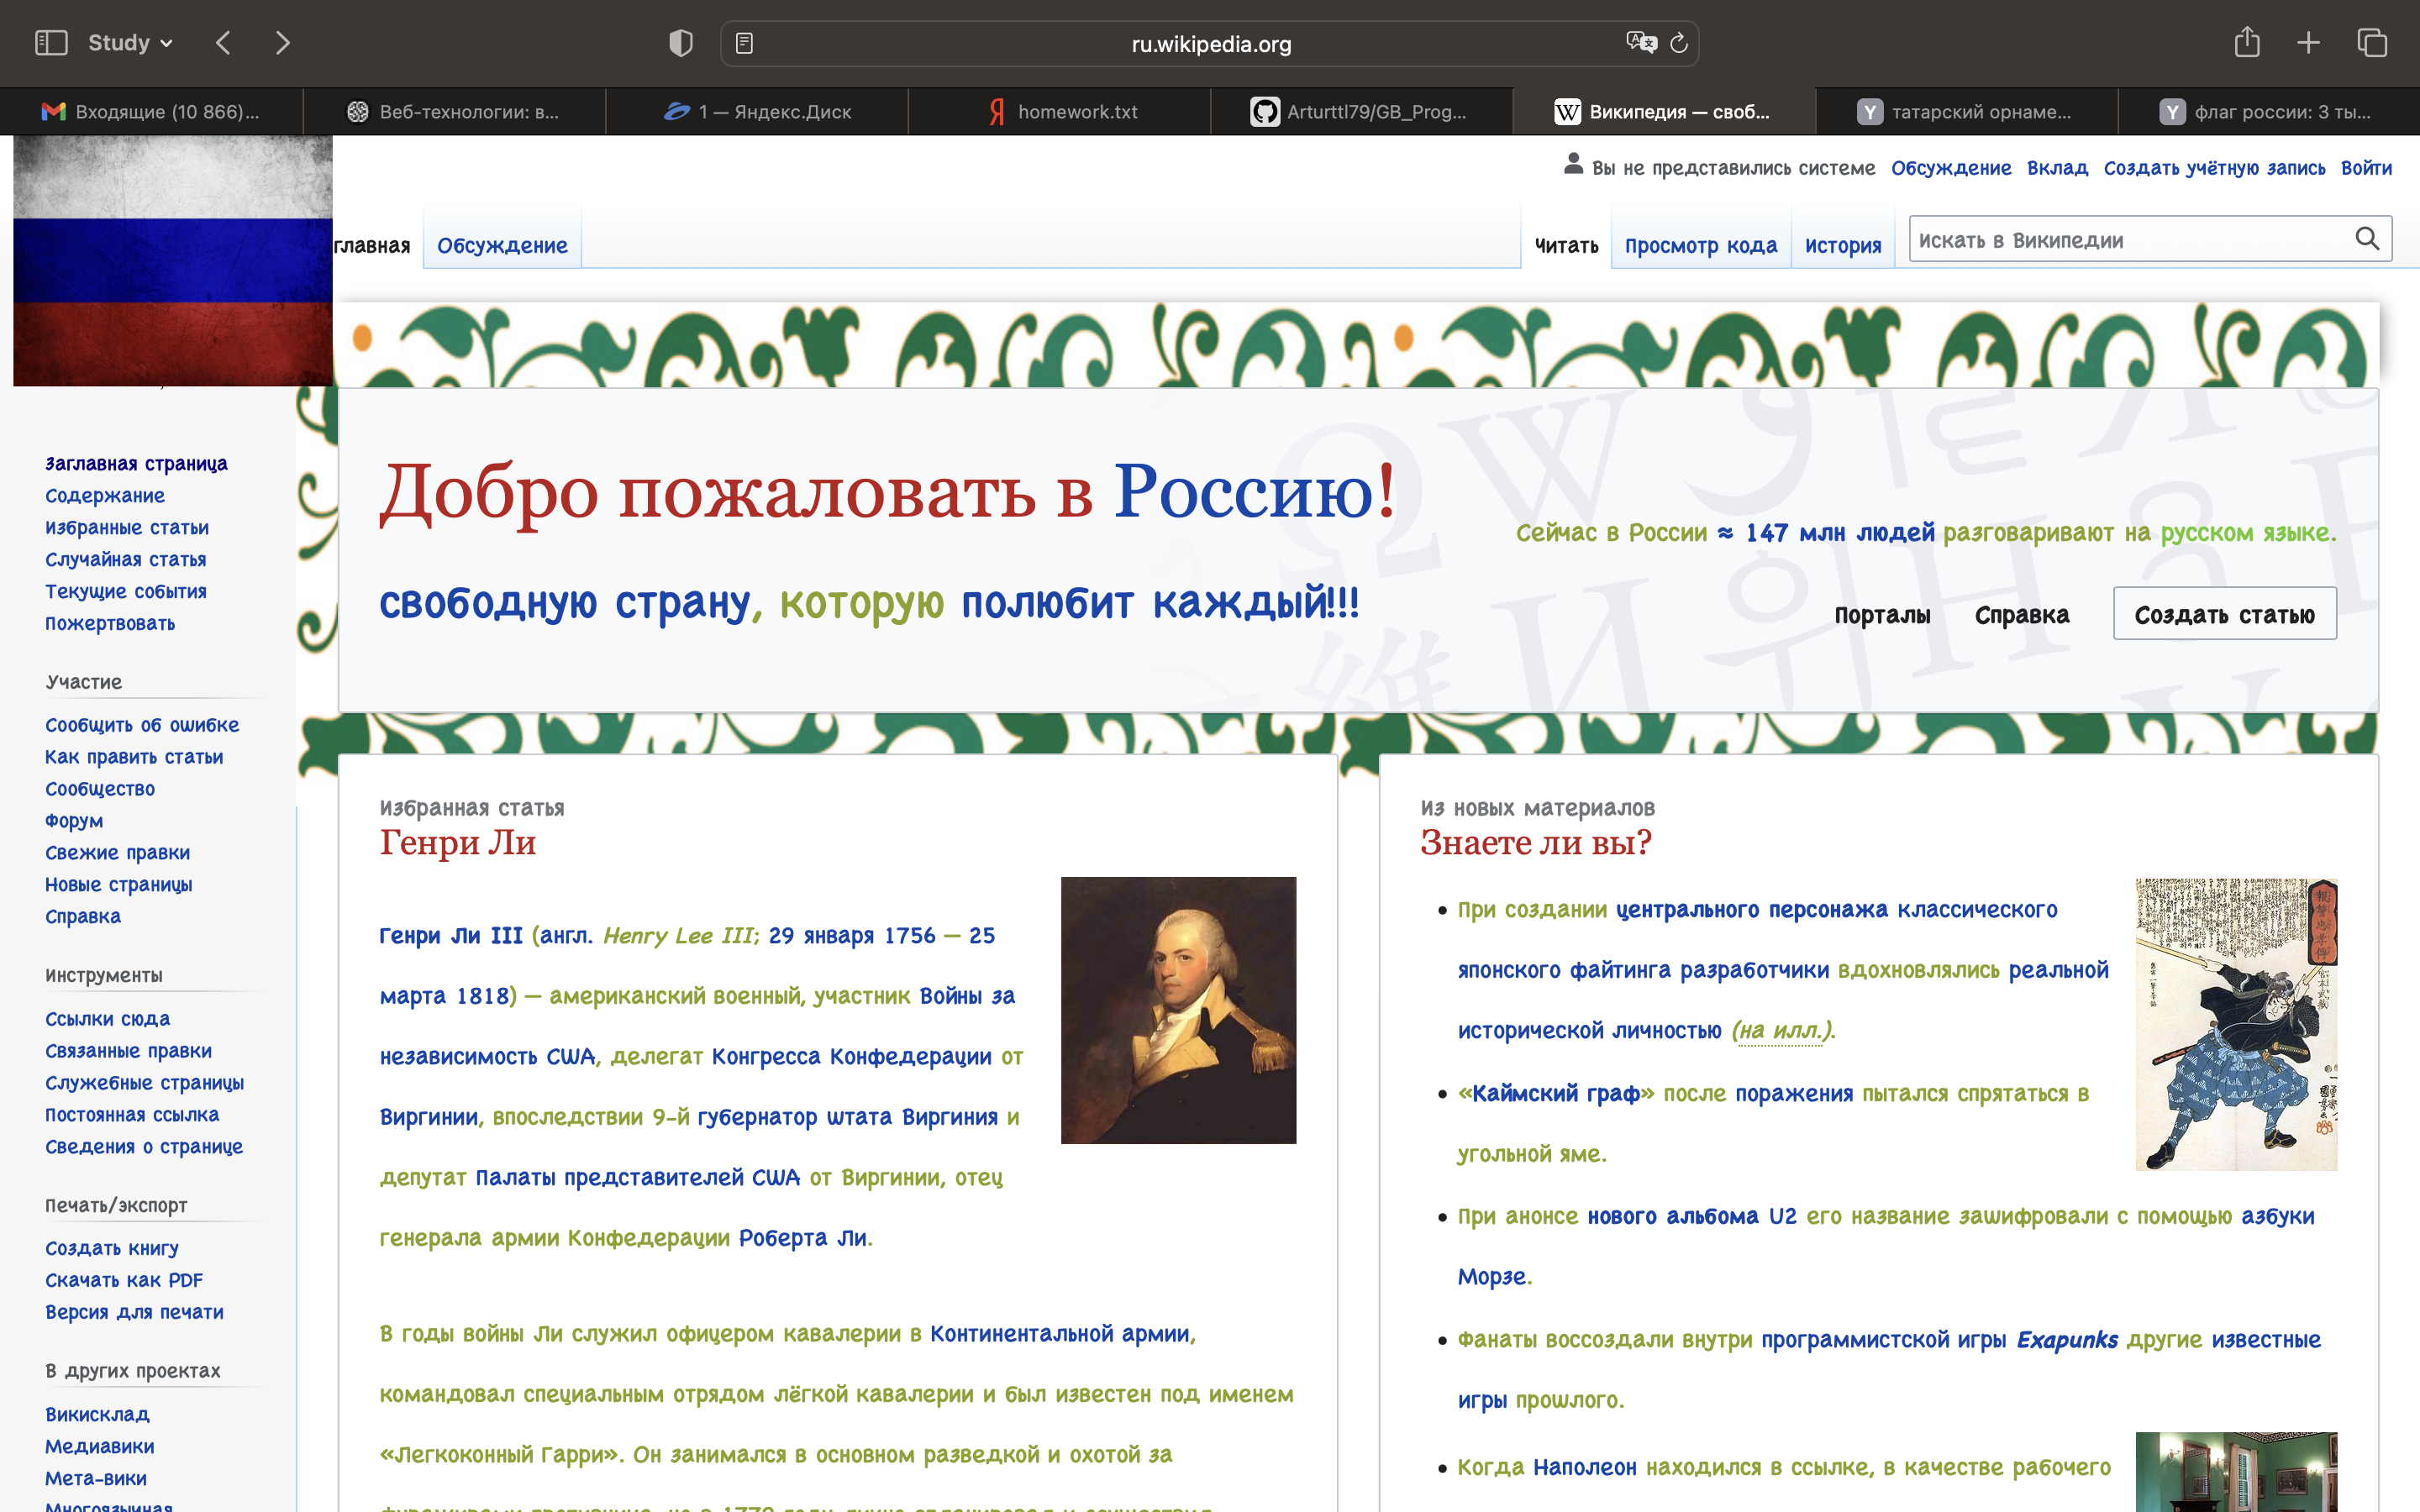 Study
ru.wikipedia.org
Входящие (10 866)...
Веб-технологии: в...
1 — Яндекс.Диск
homework.txt
Arturttl79/GB_Prog...
Википедия — своб...
татарский орнаме...
флаг россии: 3 ты...
Вы не представились системе Обсуждение Вклад Создать учётную запись Войти
главная Обсуждение
Читать Просмотр кода История Искать в Википедии
Заглавная страница
Содержание
Избранные статьи
Случайная статья
Текущие события
Пожертвовать
Участие
Сообщить об ошибке
Как править статьи
Сообщество
Форум
Свежие правки
Новые страницы
Справка
Инструменты
Ссылки сюда
Связанные правки
Служебные страницы
Постоянная ссылка
Сведения о странице
Печать/экспорт
Создать книгу
Скачать как PDF
Версия для печати
В других проектах
Викисклад
Медиавики
Мета-вики
Многоязычная
Добро пожаловать в Россию!
свободную страну, которую полюбит каждый!!!
Сейчас в России ≈ 147 млн людей разговаривают на русском языке.
Порталы Справка Создать статью
Избранная статья
Генри Ли
Генри Ли III (англ. Henry Lee III; 29 января 1756 — 25
марта 1818) — американский военный, участник Войны за
независимость США, делегат Конгресса Конфедерации от
Виргинии, впоследствии 9-й губернатор штата Виргиния и
депутат Палаты представителей США от Виргинии, отец
генерала армии Конфедерации Роберта Ли.
В годы войны Ли служил офицером кавалерии в Континентальной армии,
командовал специальным отрядом лёгкой кавалерии и был известен под именем
«Легкоконный Гарри». Он занимался в основном разведкой и охотой за
Из новых материалов
Знаете ли вы?
При создании центрального персонажа классического
японского файтинга разработчики вдохновлялись реальной
исторической личностью (на илл.).
«Каймский граф» после поражения пытался спрятаться в
угольной яме.
При анонсе нового альбома U2 его название зашифровали с помощью азбуки
Морзе.
Фанаты воссоздали внутри программистской игры Exapunks другие известные
игры прошлого.
Когда Наполеон находился в ссылке, в качестве рабочего